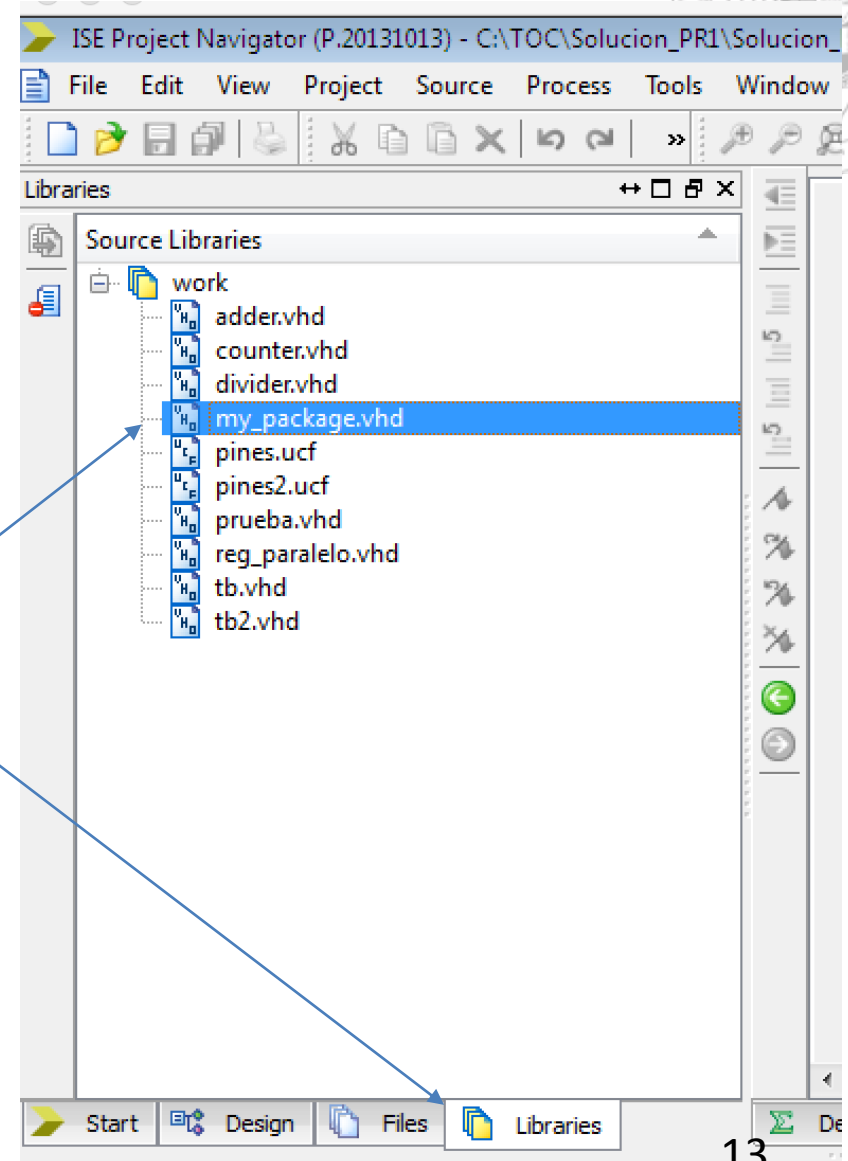 ISE Project Navigator (P.20131013) - C:\TOC\Solucion_PR1\Solucion_
File Edit View Project Source Process Tools Window
»
Libraries
Source Libraries
work
adder.vhd
counter.vhd
divider.vhd
my_package.vhd
pines.ucf
pines2.ucf
prueba.vhd
reg_paralelo.vhd
tb.vhd
tb2.vhd
Start Design Files Libraries De
13